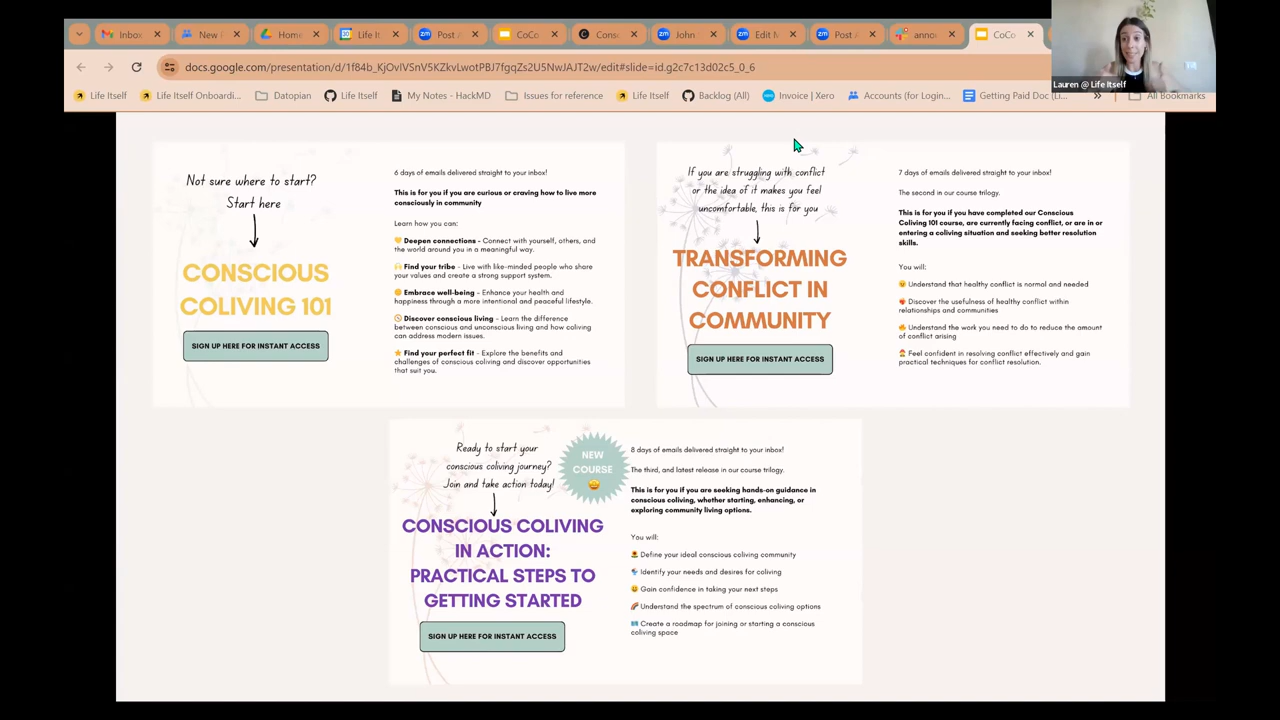 Inbox
New
Home
Life It
Post
CoCo
Conse
John
Edit M
Post
anno
CoCo
docs.google.com/presentation/d/1f84b_KjOvIVSnV5KZkvLwotPBJ7fgqZs2U5NwJAJT2w/edit#slide=id.g2c7c13d02c5_0_6
Lauren @ Life Itself
Life Itself
Life Itself Onboardi...
Datopian
Life
My Notes - HackMD
Issues for reference
Life Itself
Backlog (All)
Invoice | Xero
Accounts (for Login...
Getting Paid Doc (Li...
»
All Bookmarks
Not sure where to start?
Start here
CONSCIOUS
COLIVING 101
SIGN UP HERE FOR INSTANT ACCESS
6 days of emails delivered straight to your inbox!
This is for you if you are curious or craving how to live more
consciously in community
Learn how you can:
💛 Deepen connections - Connect with yourself, others, and
the world around you in a meaningful way.
🙌 Find your tribe - Live with like-minded people who share
your values and create a strong support system.
😊 Embrace well-being - Enhance your health and
happiness through a more intentional and peaceful lifestyle.
🧭 Discover conscious living - Learn the difference
between conscious and unconscious living and how coliving
can address modern issues.
⭐ Find your perfect fit - Explore the benefits and
challenges of conscious coliving and discover opportunities
that suit you.
If you are struggling with conflict
or the idea of it makes you feel
uncomfortable, this is for you
TRANSFORMING
CONFLICT IN
COMMUNITY
SIGN UP HERE FOR INSTANT ACCESS
7 days of emails delivered straight to your inbox!
The second in our course trilogy.
This is for you if you have completed our Conscious
Coliving 101 course, are currently facing conflict, or are in or
entering a coliving situation and seeking better resolution
skills.
You will:
Understand that healthy conflict is normal and needed
Discover the usefulness of healthy conflict within
relationships and communities
Understand the work you need to do to reduce the amount
of conflict arising
Feel confident in resolving conflict effectively and gain
practical techniques for conflict resolution.
Ready to start your
conscious coliving journey?
Join and take action today!
NEW
COURSE
CONSCIOUS COLIVING
IN ACTION:
PRACTICAL STEPS TO
GETTING STARTED
SIGN UP HERE FOR INSTANT ACCESS
8 days of emails delivered straight to your inbox!
The third, and latest release in our course trilogy.
This is for you if you are seeking hands-on guidance in
conscious coliving, whether starting, enhancing, or
exploring community living options.
You will:
Define your ideal conscious coliving community
Identify your needs and desires for coliving
Gain confidence in taking your next steps
Understand the spectrum of conscious coliving options
Create a roadmap for joining or starting a conscious
coliving space